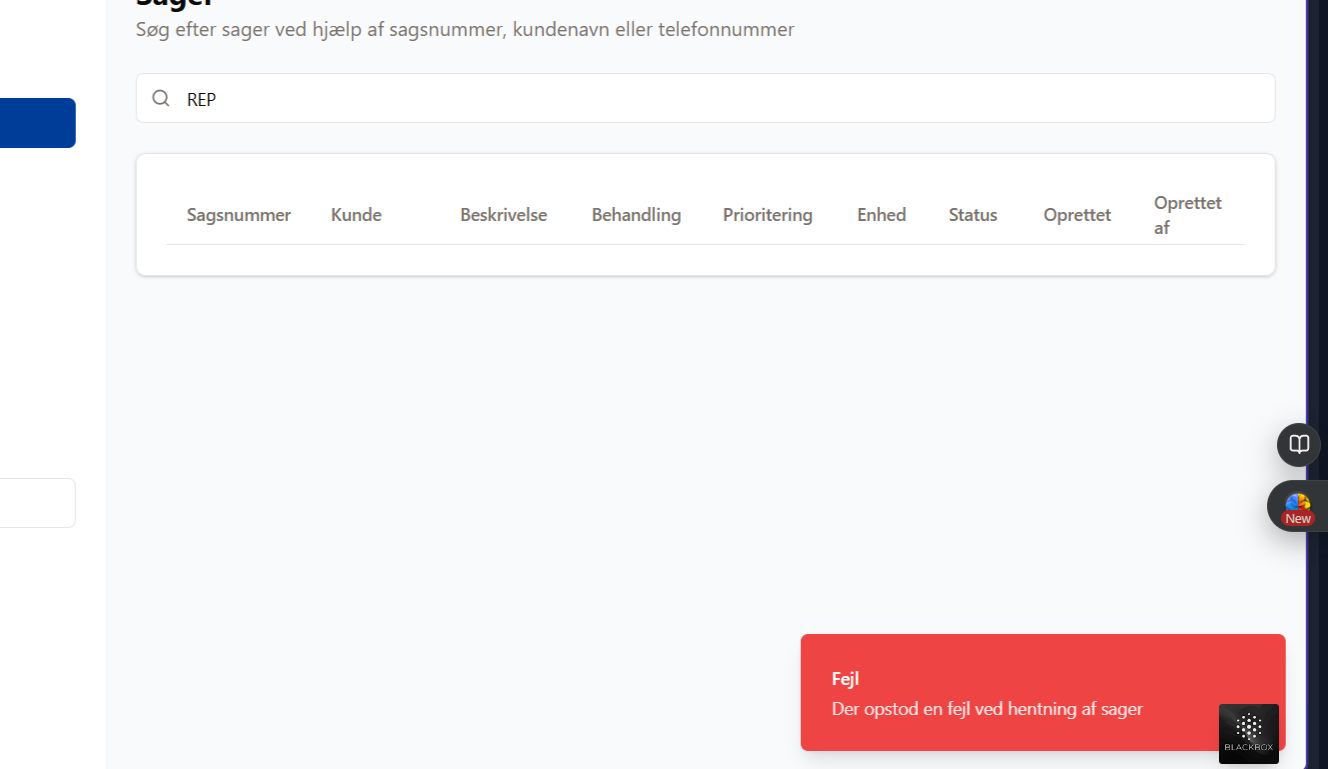 Sager
Søg efter sager ved hjælp af sagsnummer, kundenavn eller telefonnummer
REP
Sagsnummer Kunde Beskrivelse Behandling Prioritering Enhed Status Oprettet Oprettet af
New
Fejl
Der opstod en fejl ved hentning af sager
BLACKBOX